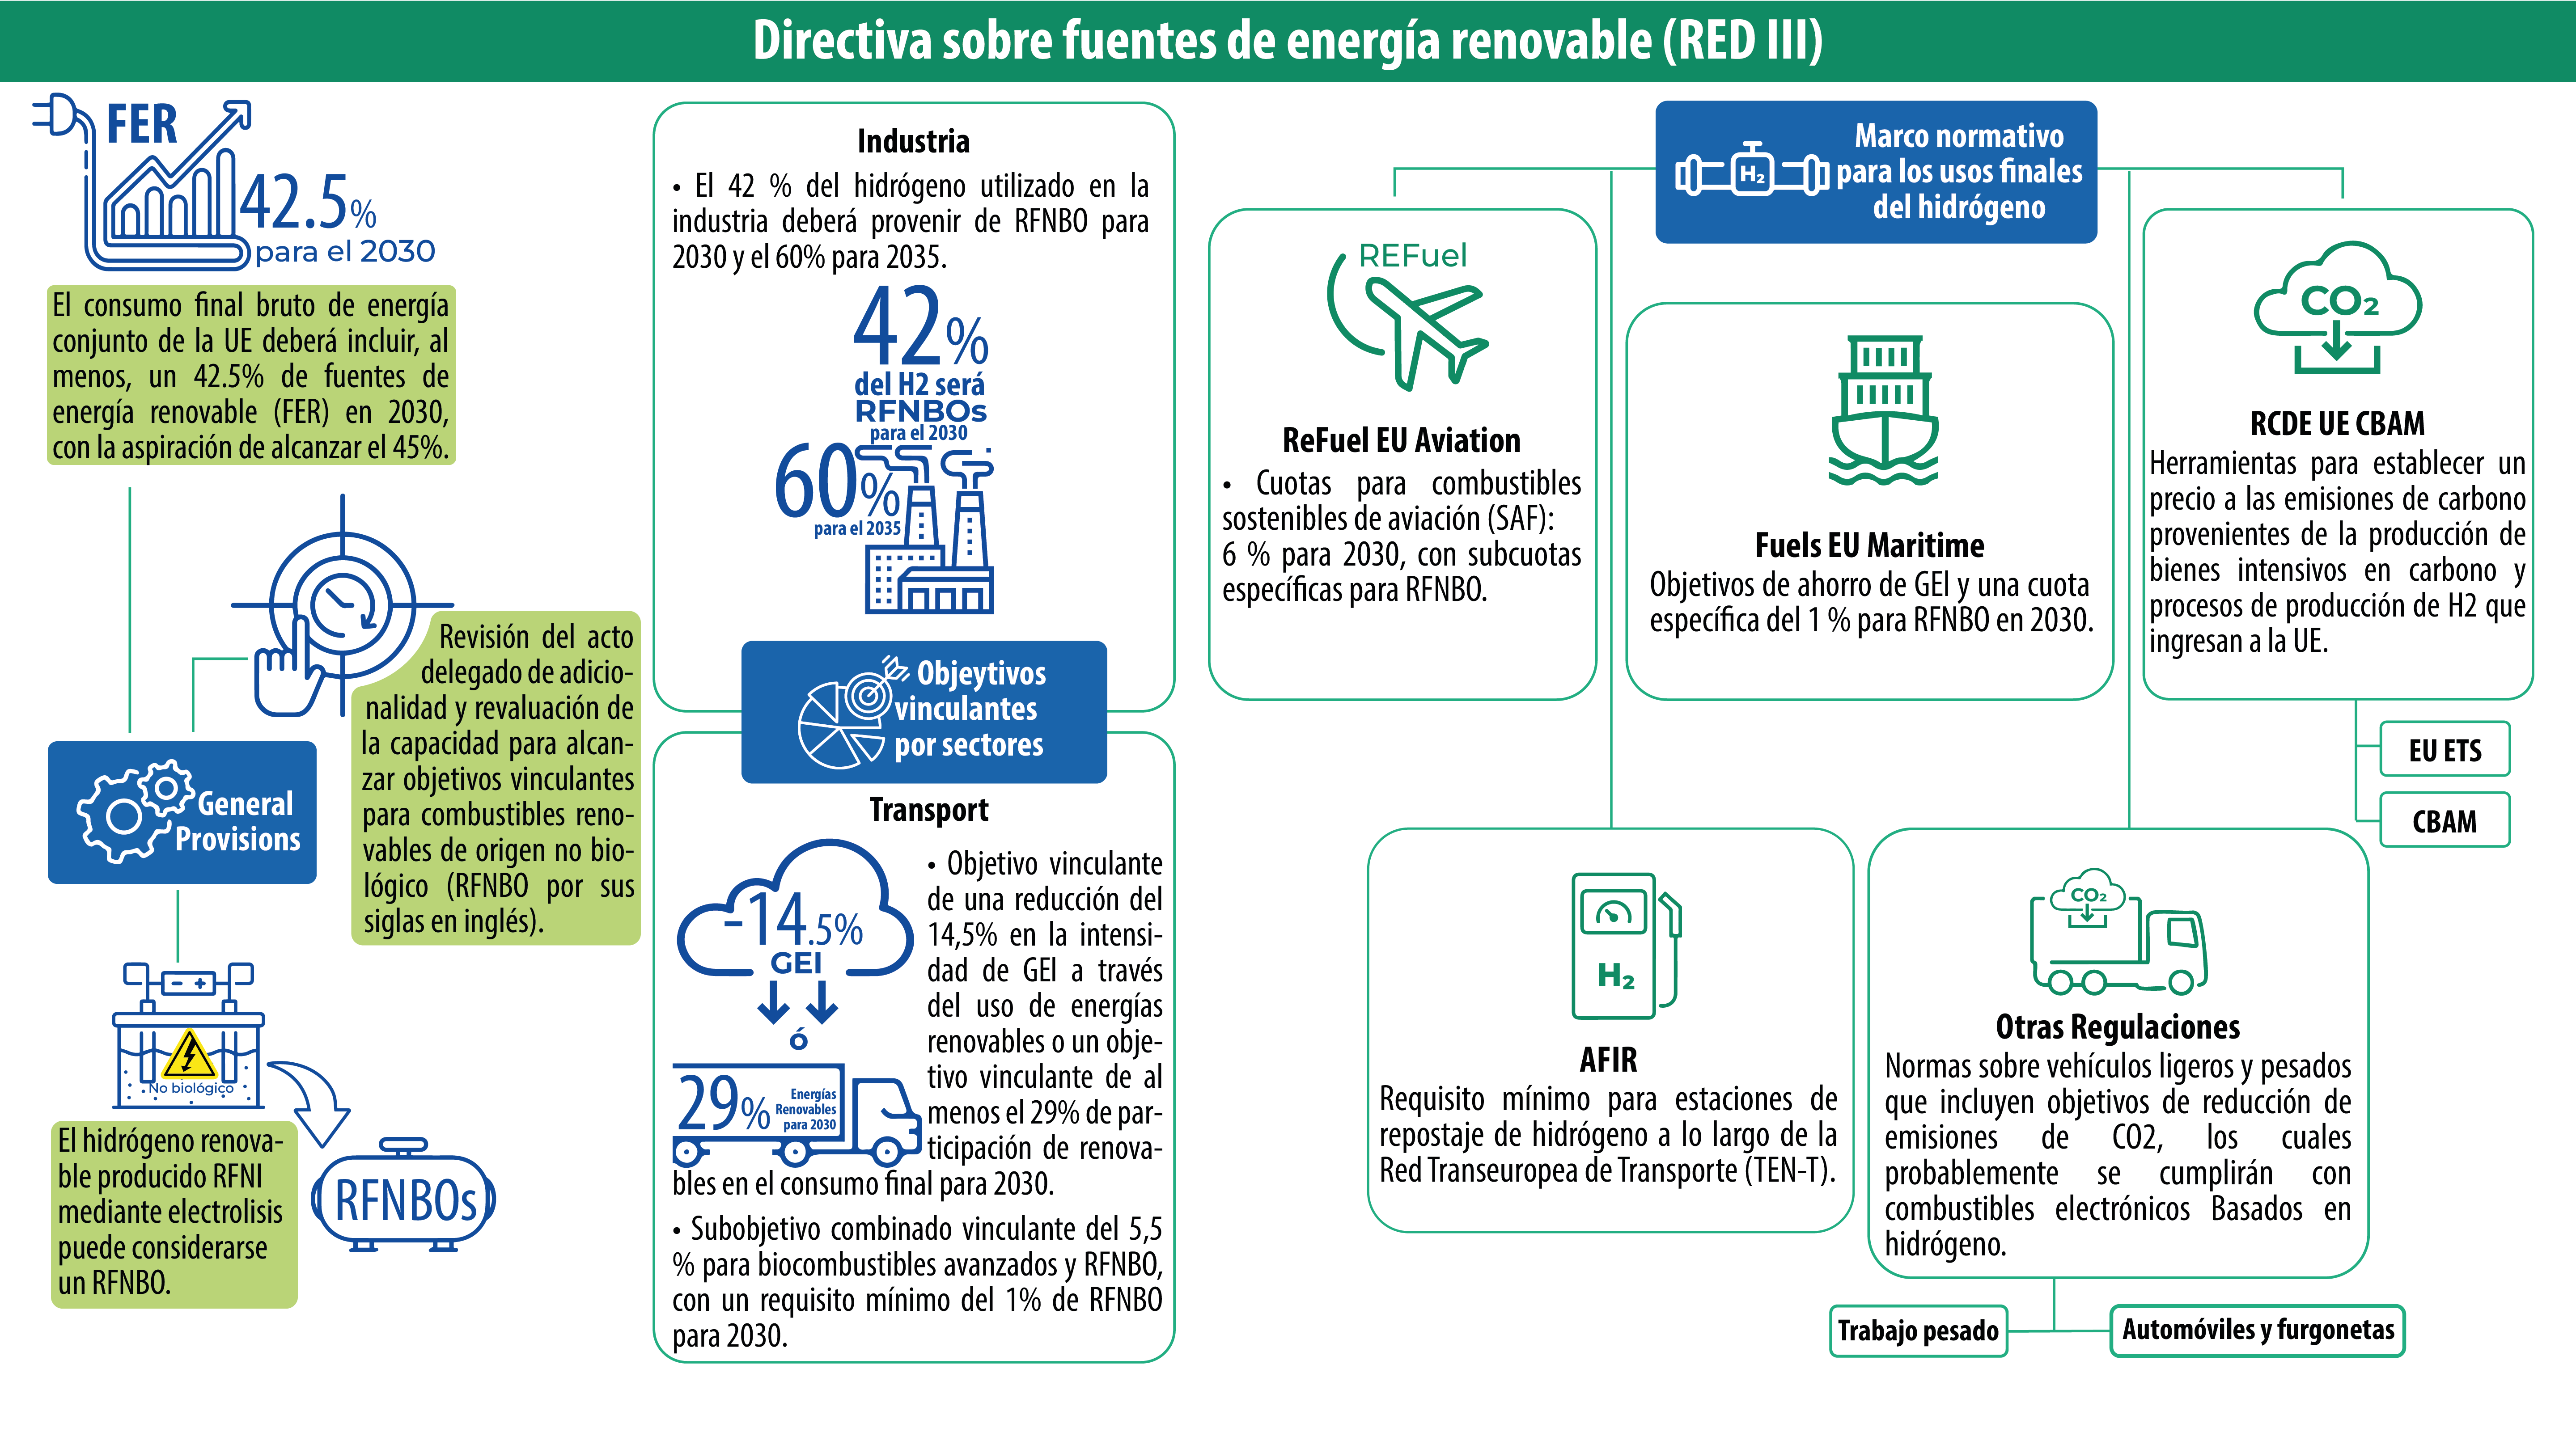 Directiva sobre fuentes de energía renovable (RED III)
FER
42.5%
para el 2030
El consumo final bruto de energía
conjunto de la UE deberá incluir, al
menos, un 42.5% de fuentes de
energía renovable (FER) en 2030,
con la aspiración de alcanzar el 45%.
Revisión del acto
delegado de adicio-
nalidad y revaluación de
la capacidad para alcan-
zar objetivos vinculantes
para combustibles reno-
vables de origen no bio-
lógico (RFNBO por sus
siglas en inglés).
General
Provisions
- +
No biológico
El hidrógeno renova-
ble producido RFNI
mediante electrolisis
puede considerarse
un RFNBO.
RFNBOs
Industria
• El 42 % del hidrógeno utilizado en la
industria deberá provenir de RFNBO para
2030 y el 60% para 2035.
42%
del H2 será
RFNBOs
para el 2030
60%
para el 2035
Objeytivos
vinculantes
por sectores
Transport
-14.5%
GEI
ó
29%
Energías
Renovables
para 2030
• Objetivo vinculante
de una reducción del
14,5% en la intensi-
dad de GEI a través
del uso de energías
renovables o un obje-
tivo vinculante de al
menos el 29% de par-
ticipación de renova-
bles en el consumo final para 2030.
• Subobjetivo combinado vinculante del 5,5
% para biocombustibles avanzados y RFNBO,
con un requisito mínimo del 1% de RFNBO
para 2030.
H₂
Marco normativo
para los usos finales
del hidrógeno
REFuel
ReFuel EU Aviation
• Cuotas para combustibles
sostenibles de aviación (SAF):
6 % para 2030, con subcuotas
específicas para RFNBO.
Fuels EU Maritime
Objetivos de ahorro de GEI y una cuota
específica del 1 % para RFNBO en 2030.
CO₂
RCDE UE CBAM
Herramientas para establecer un
precio a las emisiones de carbono
provenientes de la producción de
bienes intensivos en carbono y
procesos de producción de H2 que
ingresan a la UE.
EU ETS
CBAM
H₂
AFIR
Requisito mínimo para estaciones de
repostaje de hidrógeno a lo largo de la
Red Transeuropea de Transporte (TEN-T).
CO₂
Otras Regulaciones
Normas sobre vehículos ligeros y pesados
que incluyen objetivos de reducción de
emisiones de CO2, los cuales
probablemente se cumplirán con
combustibles electrónicos Basados en
hidrógeno.
Trabajo pesado
Automóviles y furgonetas